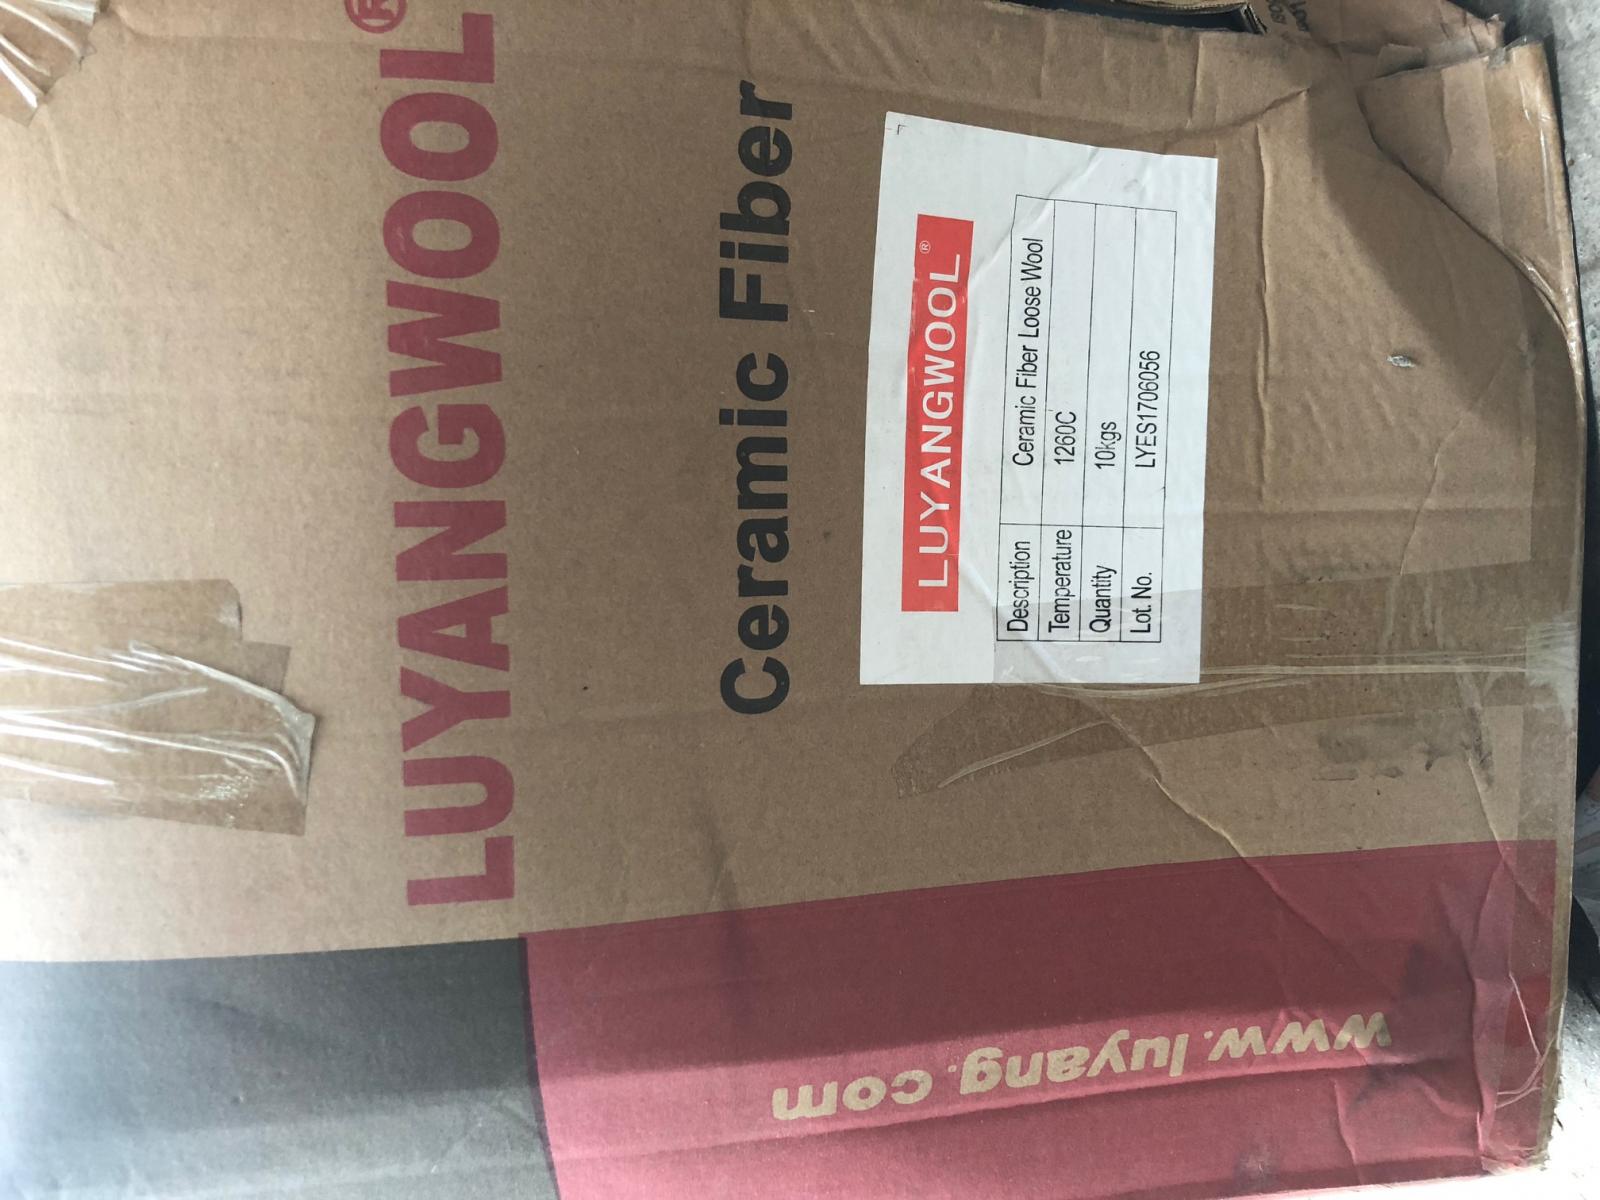 LUYANGWOOL®
Ceramic Fiber
LUYANGWOOL®
Description Ceramic Fiber Loose Wool
Temperature 1260C
Quantity 10kgs
Lot. No. LYES1706056
www.luyang.com